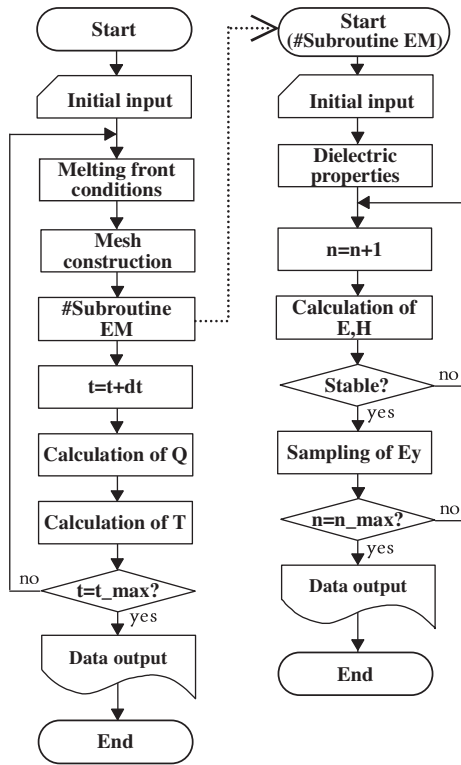 Start
Initial input
Melting front
conditions
Mesh
construction
#Subroutine
EM
t=t+dt
Calculation of Q
Calculation of T
t=t_max?
no
yes
Data output
End
Start
(#Subroutine EM)
Initial input
Dielectric
properties
n=n+1
Calculation of
E,H
Stable?
no
yes
Sampling of Ey
n=n_max?
no
yes
Data output
End